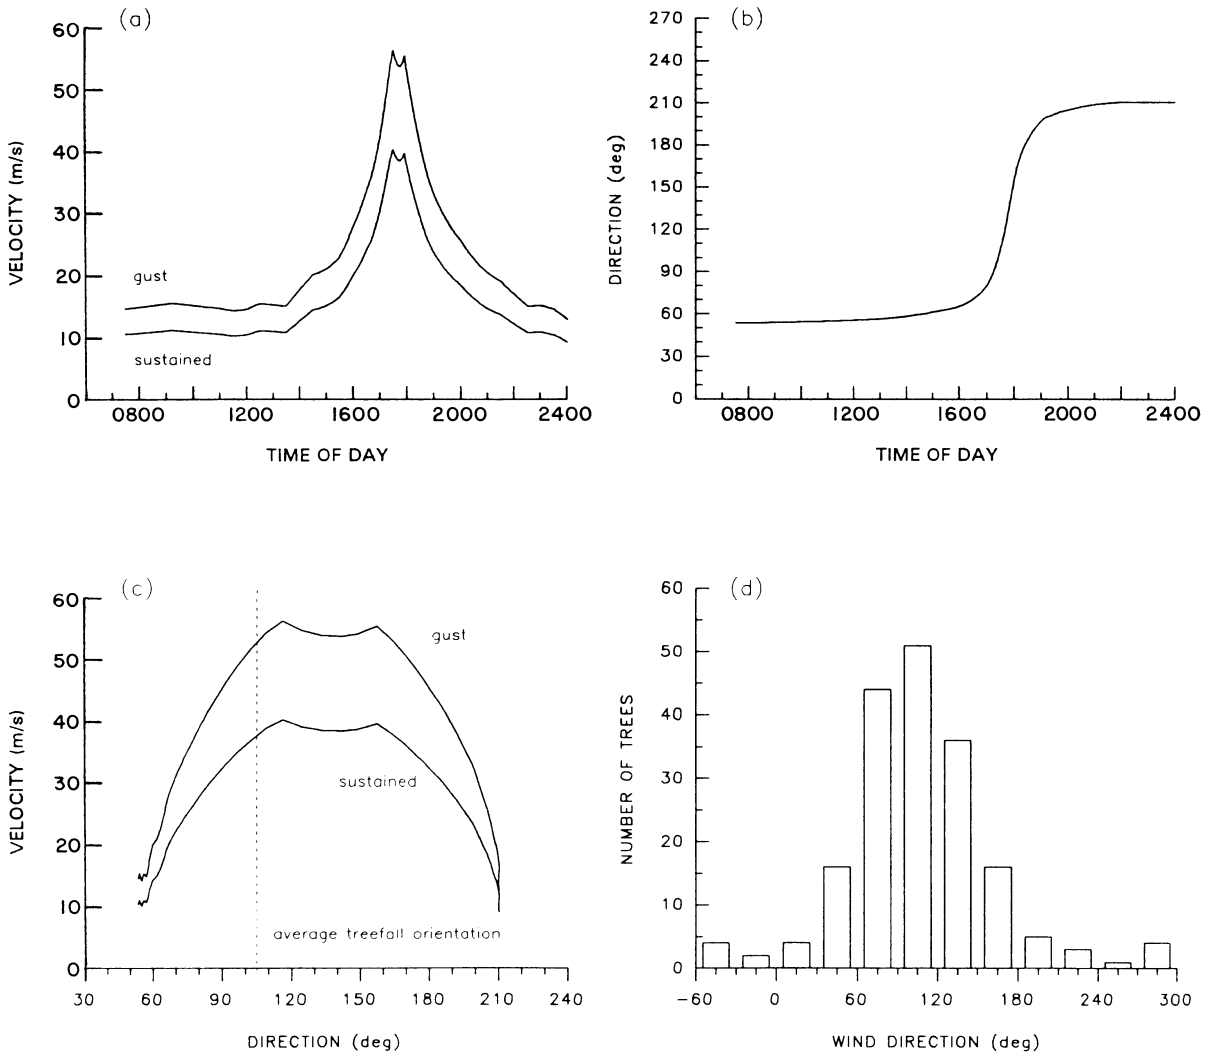 (a)
60
50
40
30
20
10
0
VELOCITY (m/s)
gust
sustained
0800 1200 1600 2000 2400
TIME OF DAY
(b)
270
240
210
180
150
120
90
60
30
0
DIRECTION (deg)
0800 1200 1600 2000 2400
TIME OF DAY
(c)
60
50
40
30
20
10
0
VELOCITY (m/s)
gust
sustained
average treefall orientation
30 60 90 120 150 180 210 240
DIRECTION (deg)
(d)
60
50
40
30
20
10
0
NUMBER OF TREES
-60 0 60 120 180 240 300
WIND DIRECTION (deg)